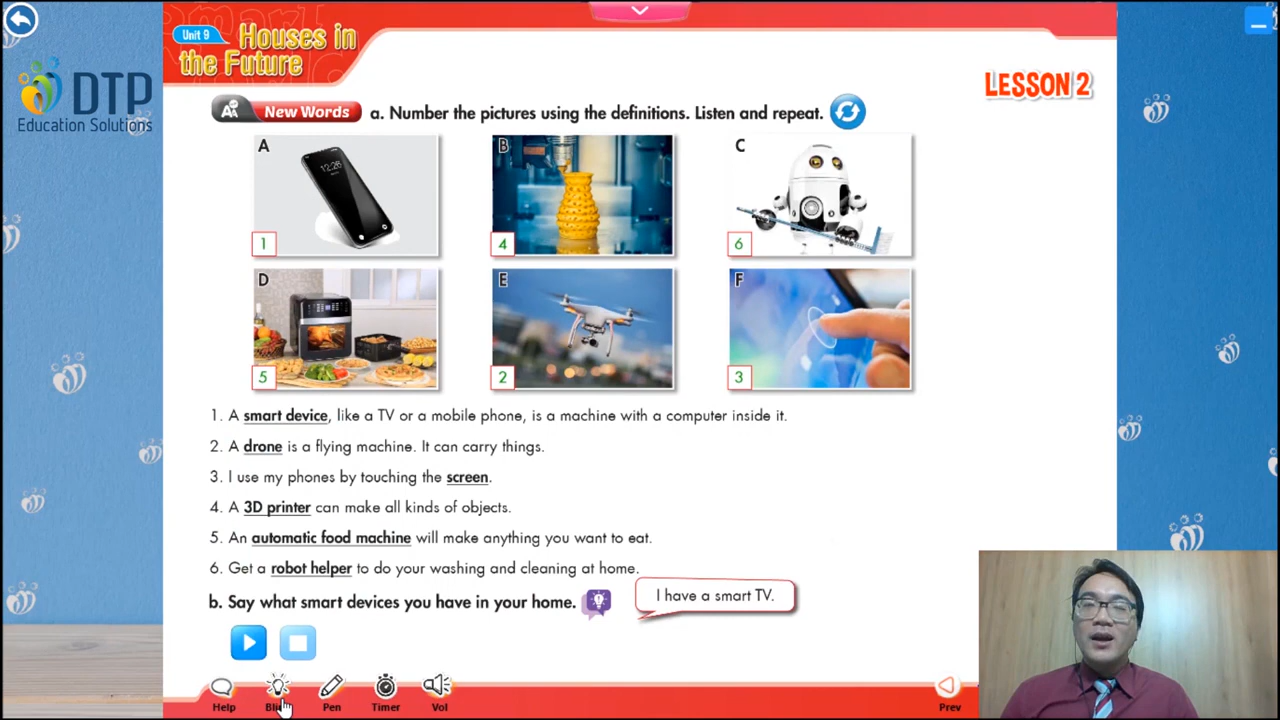 Unit 9
Houses in
the Future
DTP
Education Solutions
LESSON 2
New Words
a. Number the pictures using the definitions. Listen and repeat.
A
B
C
12:26
1
4
6
D
E
F
5
2
3
1. A smart device, like a TV or a mobile phone, is a machine with a computer inside it.
2. A drone is a flying machine. It can carry things.
3. I use my phones by touching the screen.
4. A 3D printer can make all kinds of objects.
5. An automatic food machine will make anything you want to eat.
6. Get a robot helper to do your washing and cleaning at home.
b. Say what smart devices you have in your home.
I have a smart TV.
Help
Pen
Timer
Vol
Prev